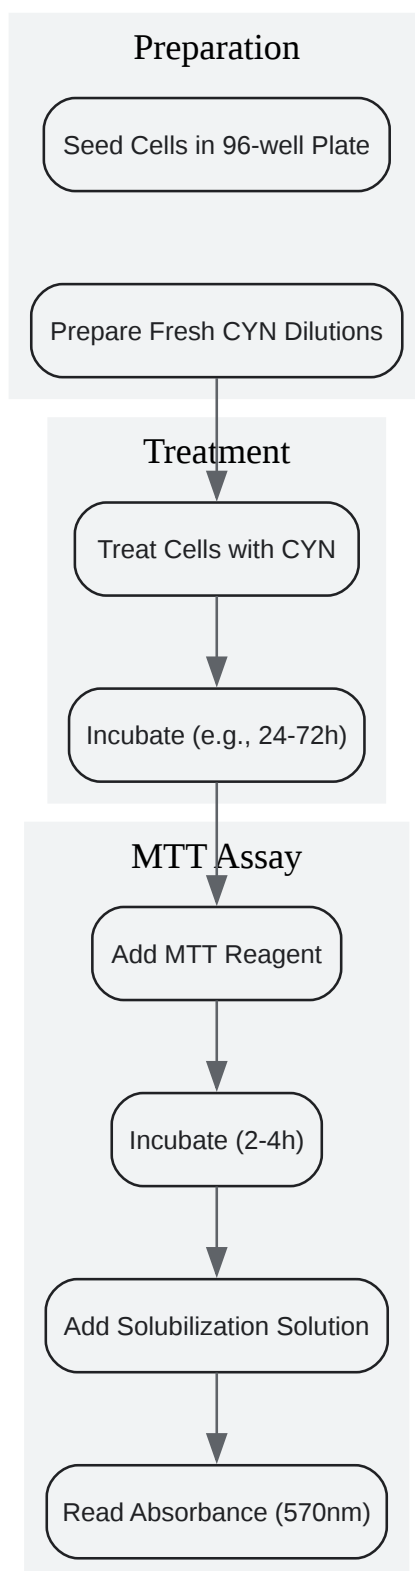 Preparation
Seed Cells in 96-well Plate
Prepare Fresh CYN Dilutions
Treatment
Treat Cells with CYN
Incubate (e.g., 24-72h)
MTT Assay
Add MTT Reagent
Incubate (2-4h)
Add Solubilization Solution
Read Absorbance (570nm)